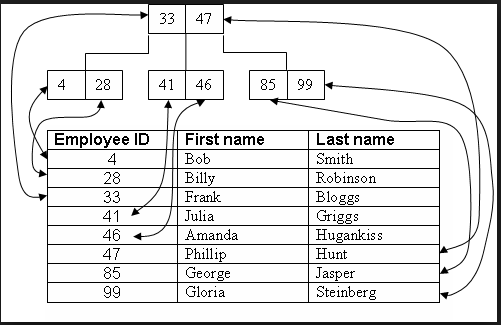 33 47
4 28 41 46 85 99
Employee ID First name Last name
4 Bob Smith
28 Billy Robinson
33 Frank Bloggs
41 Julia Griggs
46 Amanda Hugankiss
47 Phillip Hunt
85 George Jasper
99 Gloria Steinberg